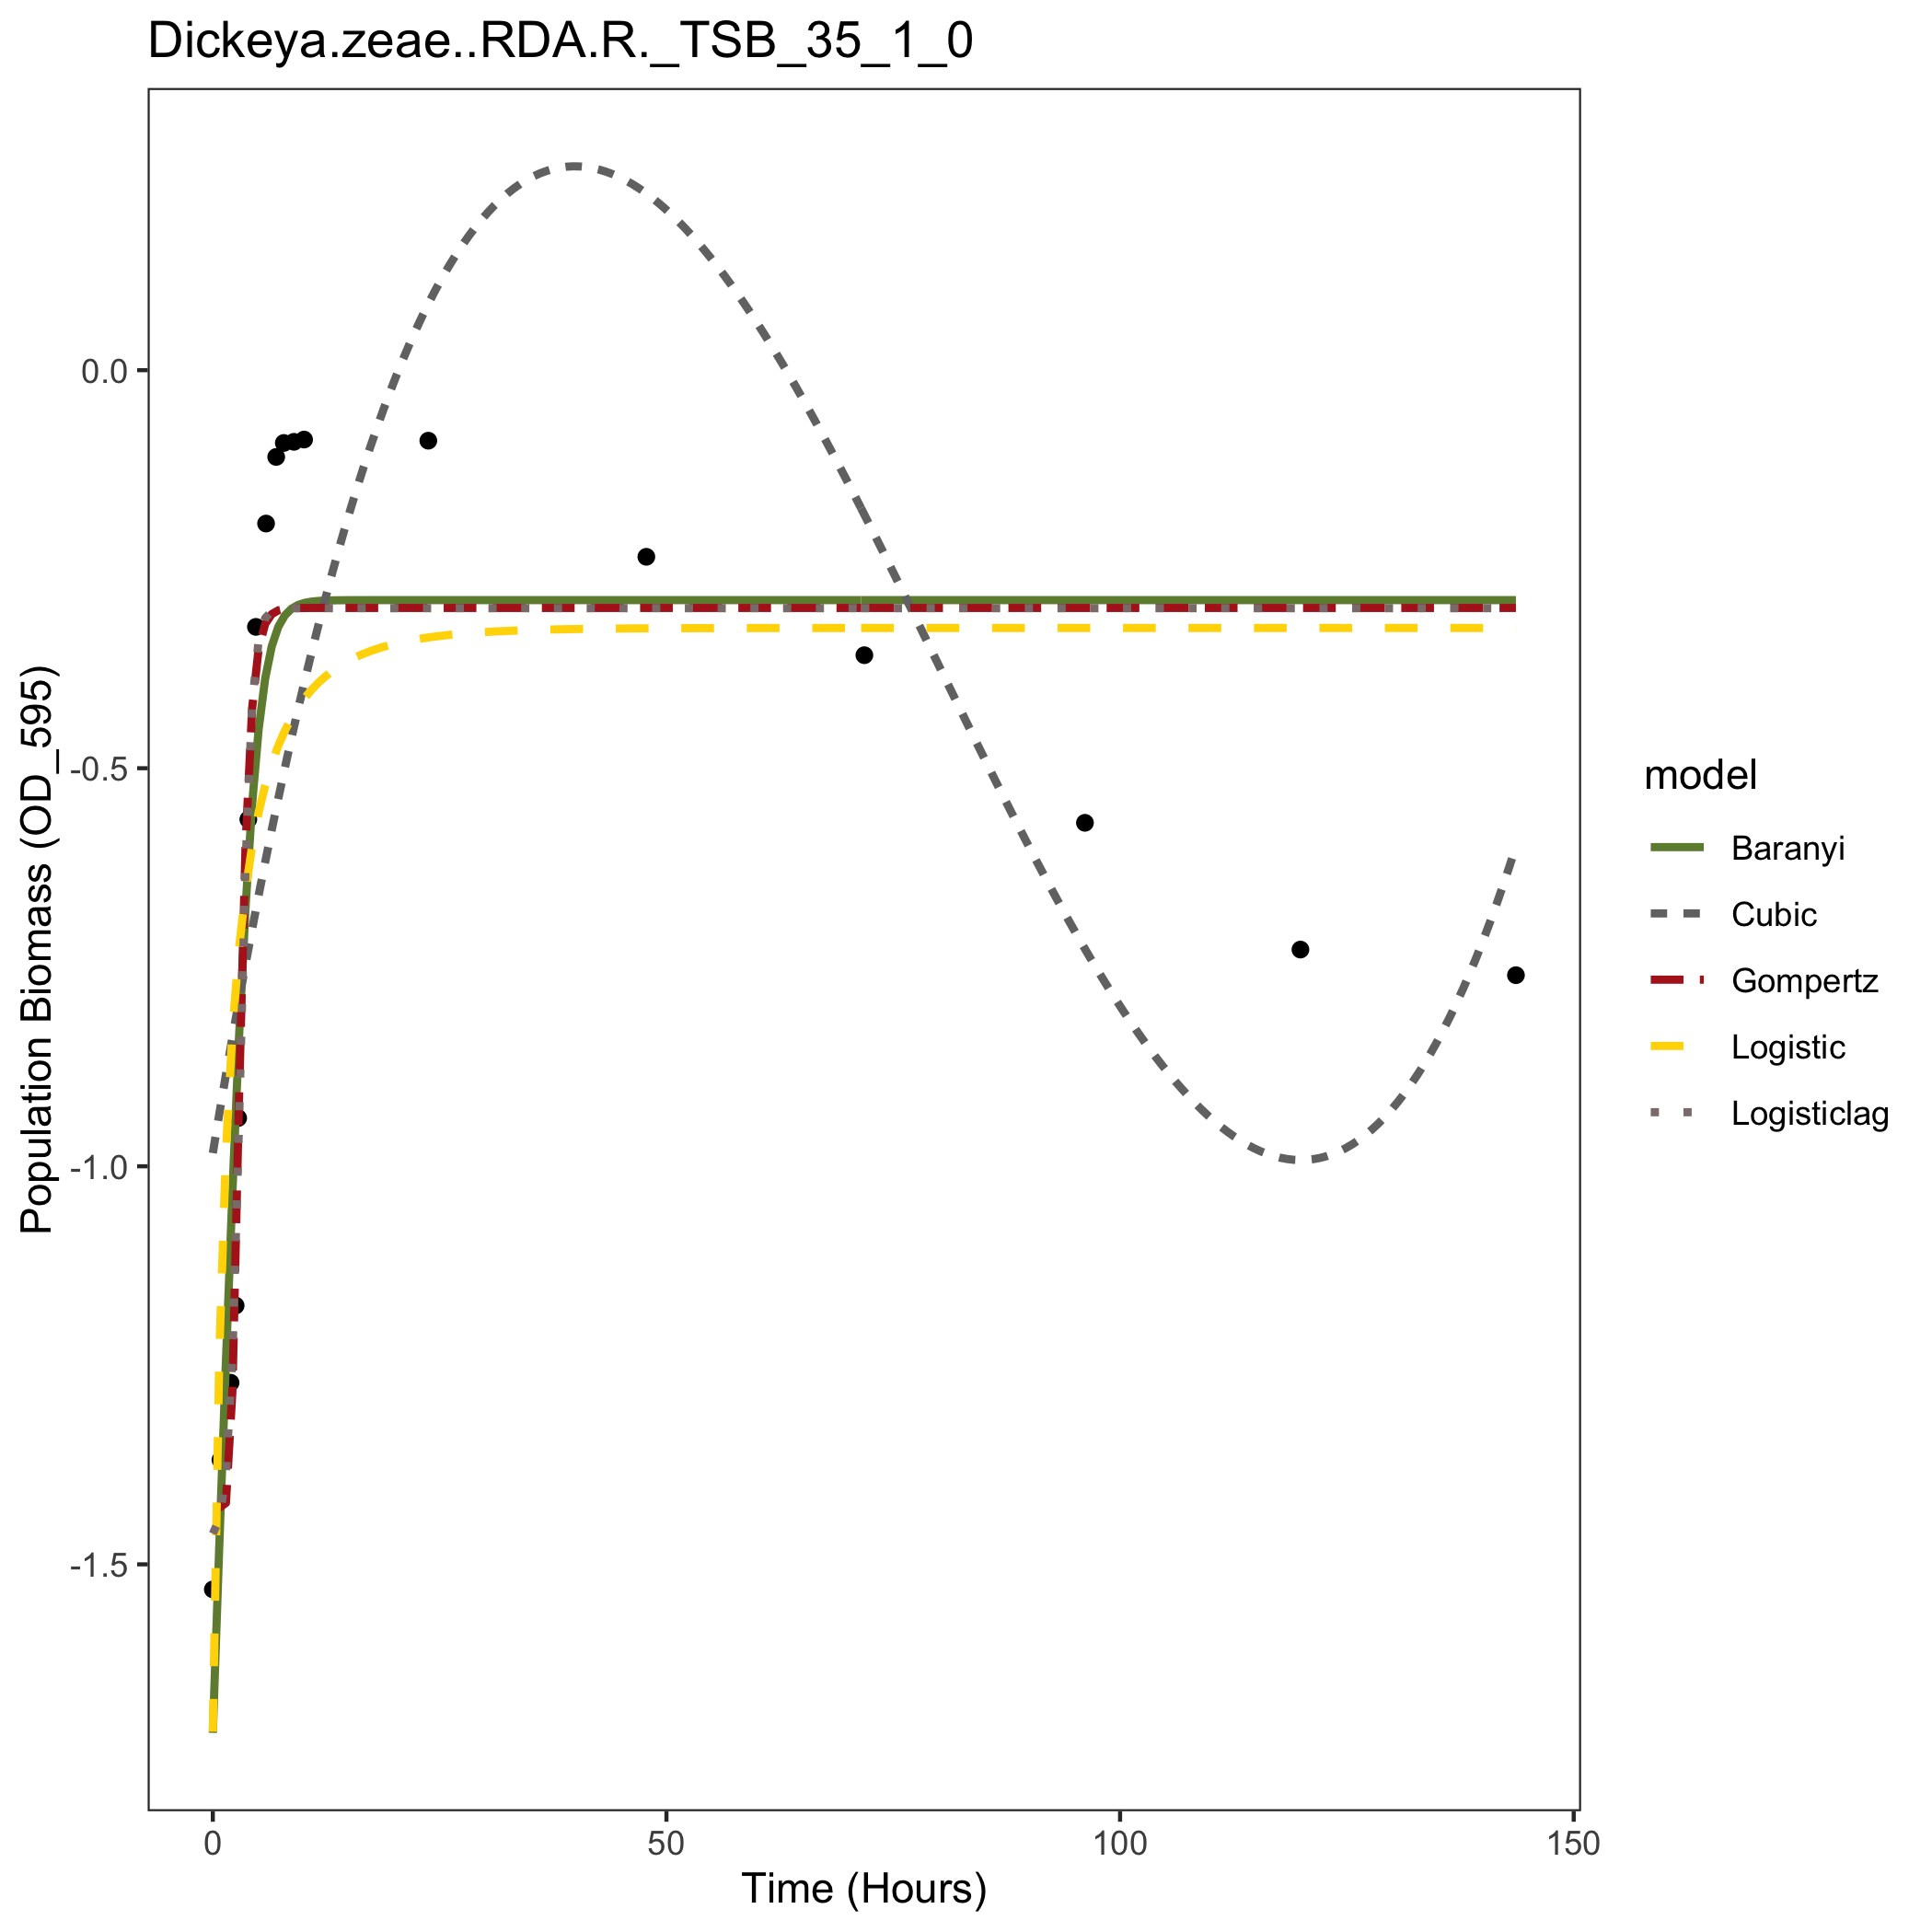 Dickeya.zeae..RDA.R._TSB_35_1_0
Population Biomass (OD_595)
0.0
-0.5
-1.0
-1.5
0
50
100
150
Time (Hours)
model
Baranyi
Cubic
Gompertz
Logistic
Logisticlag